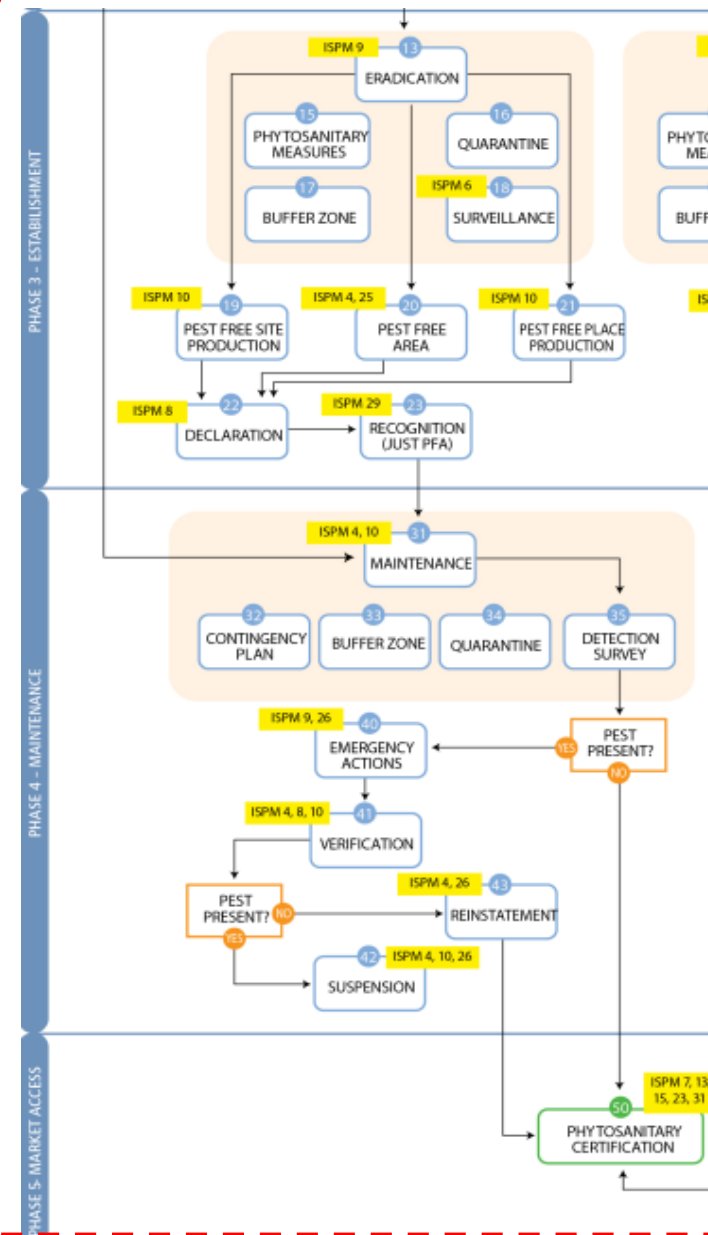 PHASE 3 – ESTABILISHMENT
ISPM 9
13
ERADICATION
15
PHYTOSANITARY
MEASURES
16
QUARANTINE
17
BUFFER ZONE
ISPM 6
18
SURVEILLANCE
ISPM 10
19
PEST FREE SITE
PRODUCTION
ISPM 4, 25
20
PEST FREE
AREA
ISPM 10
21
PEST FREE PLACE
PRODUCTION
ISPM 8
22
DECLARATION
ISPM 29
23
RECOGNITION
(JUST PFA)
PHASE 4 – MAINTENANCE
ISPM 4, 10
31
MAINTENANCE
32
CONTINGENCY
PLAN
33
BUFFER ZONE
34
QUARANTINE
35
DETECTION
SURVEY
ISPM 9, 26
40
EMERGENCY
ACTIONS
PEST
PRESENT?
YES
NO
ISPM 4, 8, 10
41
VERIFICATION
PEST
PRESENT?
NO
YES
ISPM 4, 26
43
REINSTATEMENT
42
ISPM 4, 10, 26
SUSPENSION
PHASE 5- MARKET ACCESS
ISPM 7, 13
15, 23, 31
50
PHYTOSANITARY
CERTIFICATION